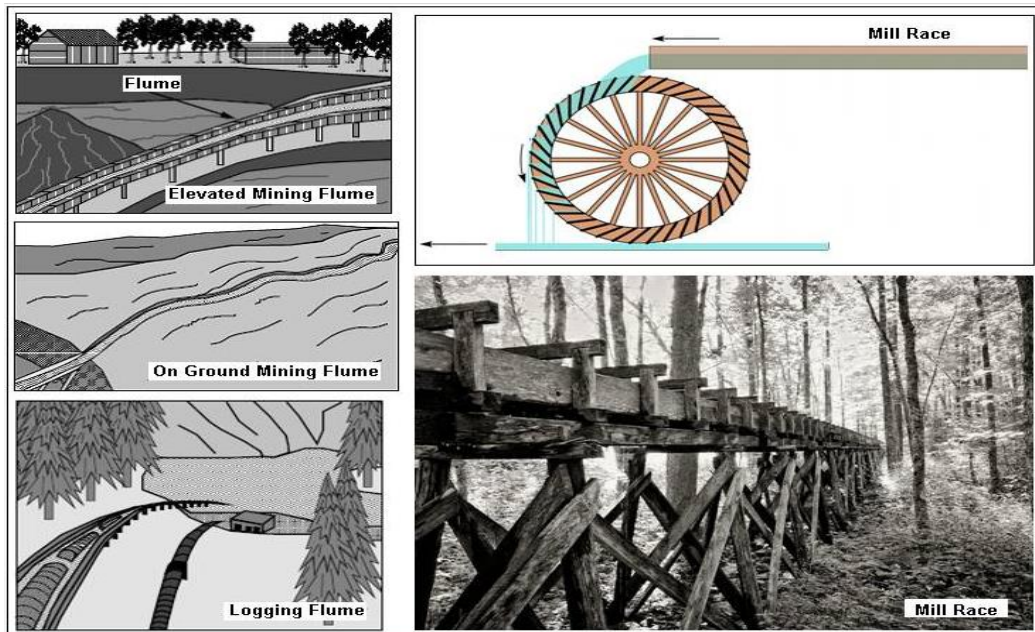 Flume
Elevated Mining Flume
On Ground Mining Flume
Logging Flume
Mill Race
Mill Race